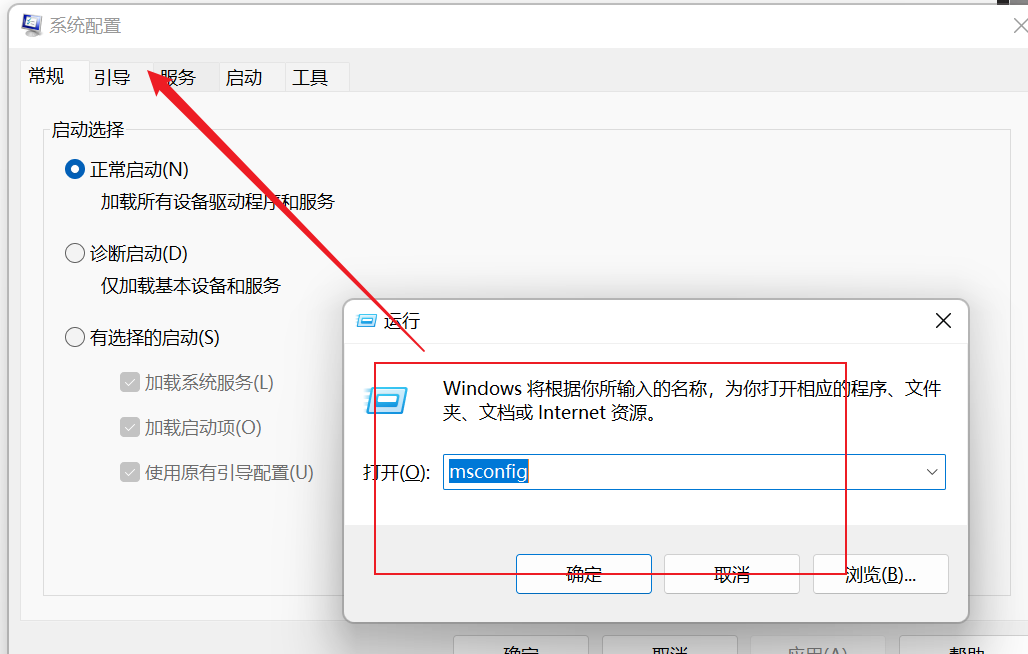 系统配置
常规 引导 服务 启动 工具
启动选择
正常启动(N)
加载所有设备驱动程序和服务
诊断启动(D)
仅加载基本设备和服务
有选择的启动(S)
加载系统服务(L)
加载启动项(O)
使用原有引导配置(U)
运行
Windows 将根据你所输入的名称，为你打开相应的程序、文件
夹、文档或 Internet 资源。
打开(O): msconfig
确定 取消 浏览(B)...
确定 取消 应用(A) 帮助